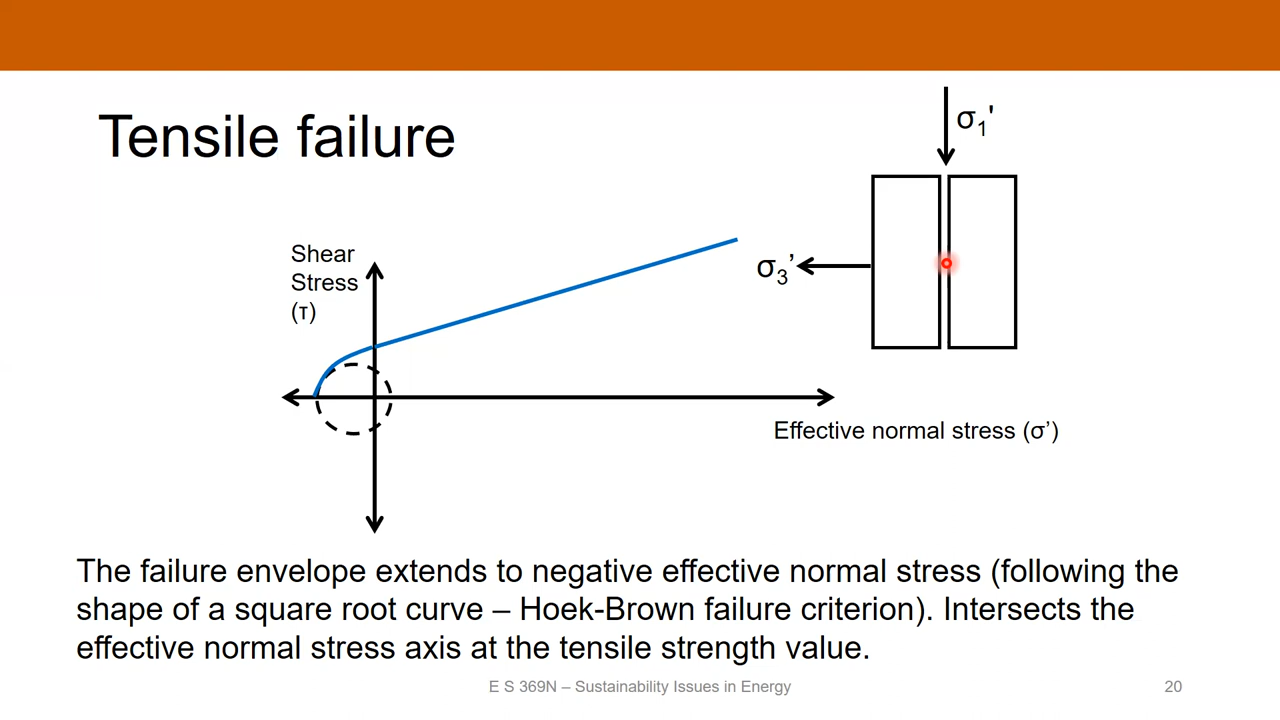 Tensile failure
σ1'
Shear
Stress
(τ)
σ3’
Effective normal stress (σ’)
The failure envelope extends to negative effective normal stress (following the
shape of a square root curve – Hoek-Brown failure criterion). Intersects the
effective normal stress axis at the tensile strength value.
E S 369N – Sustainability Issues in Energy
20